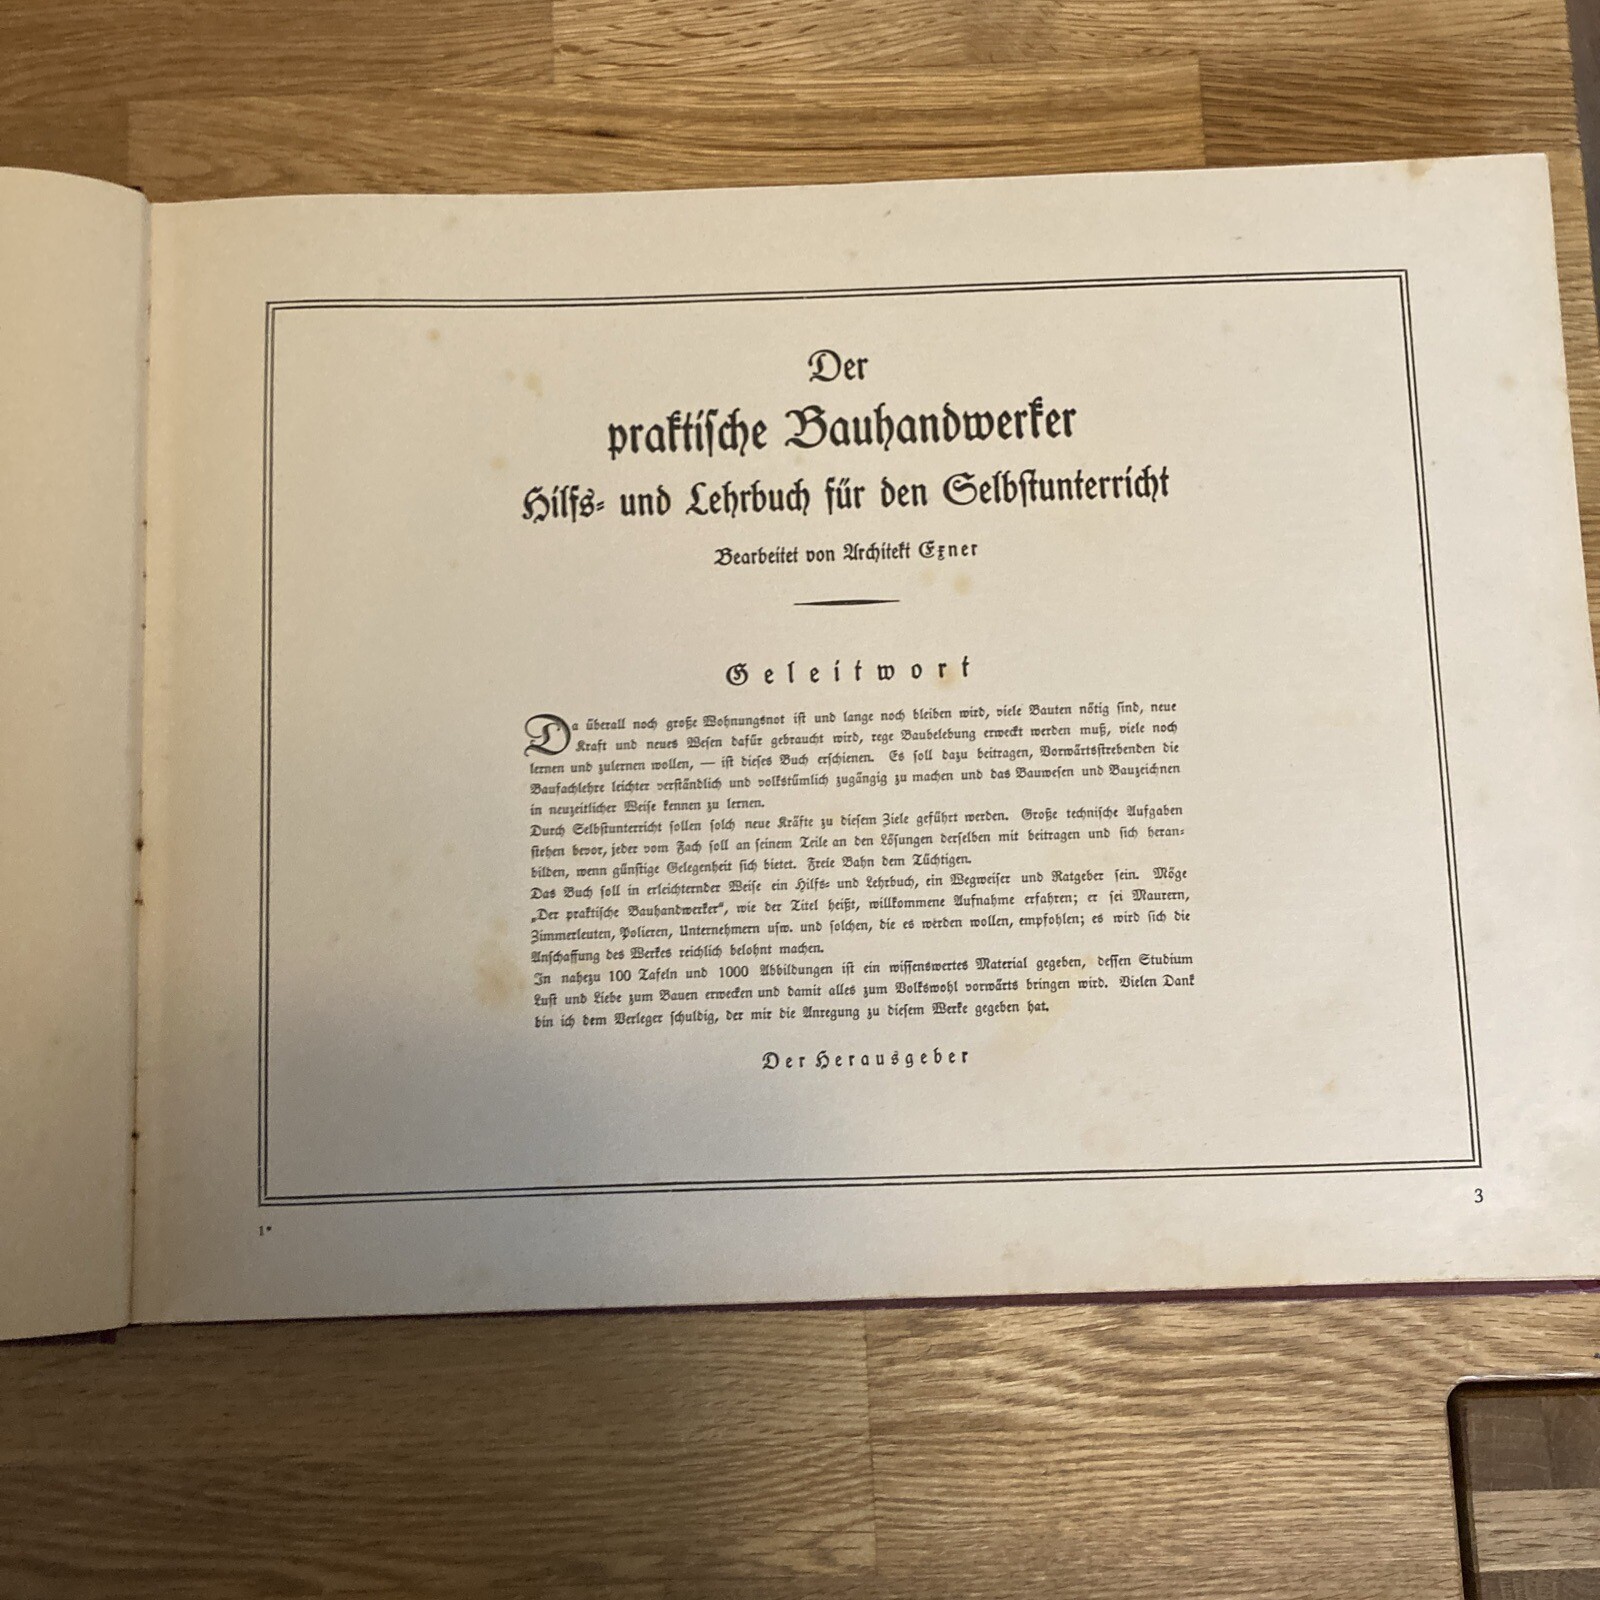 Der
praktische Bauhandwerker
Hilfs- und Lehrbuch für den Selbstunterricht
Bearbeitet von Architekt Exner
Geleitwort
Da überall noch große Wohnungsnot ist und lange noch bleiben wird, viele Bauten nötig sind, neue
Kraft und neues Wesen dafür gebraucht wird, rege Baubelebung erweckt werden muß, viele noch
lernen und zulernen wollen, — ist dieses Buch erschienen. Es soll dazu beitragen, Vorwärtsstrebenden die
Baufachlehre leichter verständlich und volkstümlich zugängig zu machen und das Bauwesen und Bauzeichnen
in neuzeitlicher Weise kennen zu lernen.
Durch Selbstunterricht sollen solch neue Kräfte zu diesem Ziele geführt werden. Große technische Aufgaben
stehen bevor, jeder vom Fach soll an seinem Teile an den Lösungen derselben mit beitragen und sich heran-
bilden, wenn günstige Gelegenheit sich bietet. Freie Bahn dem Tüchtigen.
Das Buch soll in erleichternder Weise ein Hilfs- und Lehrbuch, ein Wegweiser und Ratgeber sein. Möge
„Der praktische Bauhandwerker“, wie der Titel heißt, willkommene Aufnahme erfahren; er sei Maurern,
Zimmerleuten, Polieren, Unternehmern usw. und solchen, die es werden wollen, empfohlen; es wird sich die
Anschaffung des Werkes reichlich belohnt machen.
In nahezu 100 Tafeln und 1000 Abbildungen ist ein wissenswertes Material gegeben, dessen Studium
Lust und Liebe zum Bauen erwecken und damit alles zum Volkswohl vorwärts bringen wird. Vielen Dank
bin ich dem Verleger schuldig, der mir die Anregung zu diesem Werke gegeben hat.
Der Herausgeber
1*
3